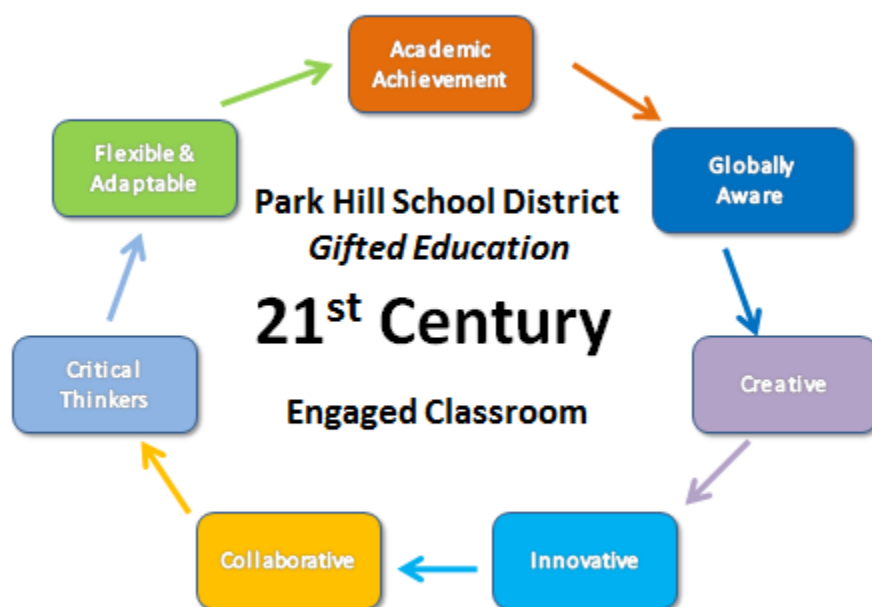 Academic
Achievement
Globally
Aware
Creative
Innovative
Collaborative
Critical
Thinkers
Flexible &
Adaptable
Park Hill School District
Gifted Education
21st Century
Engaged Classroom